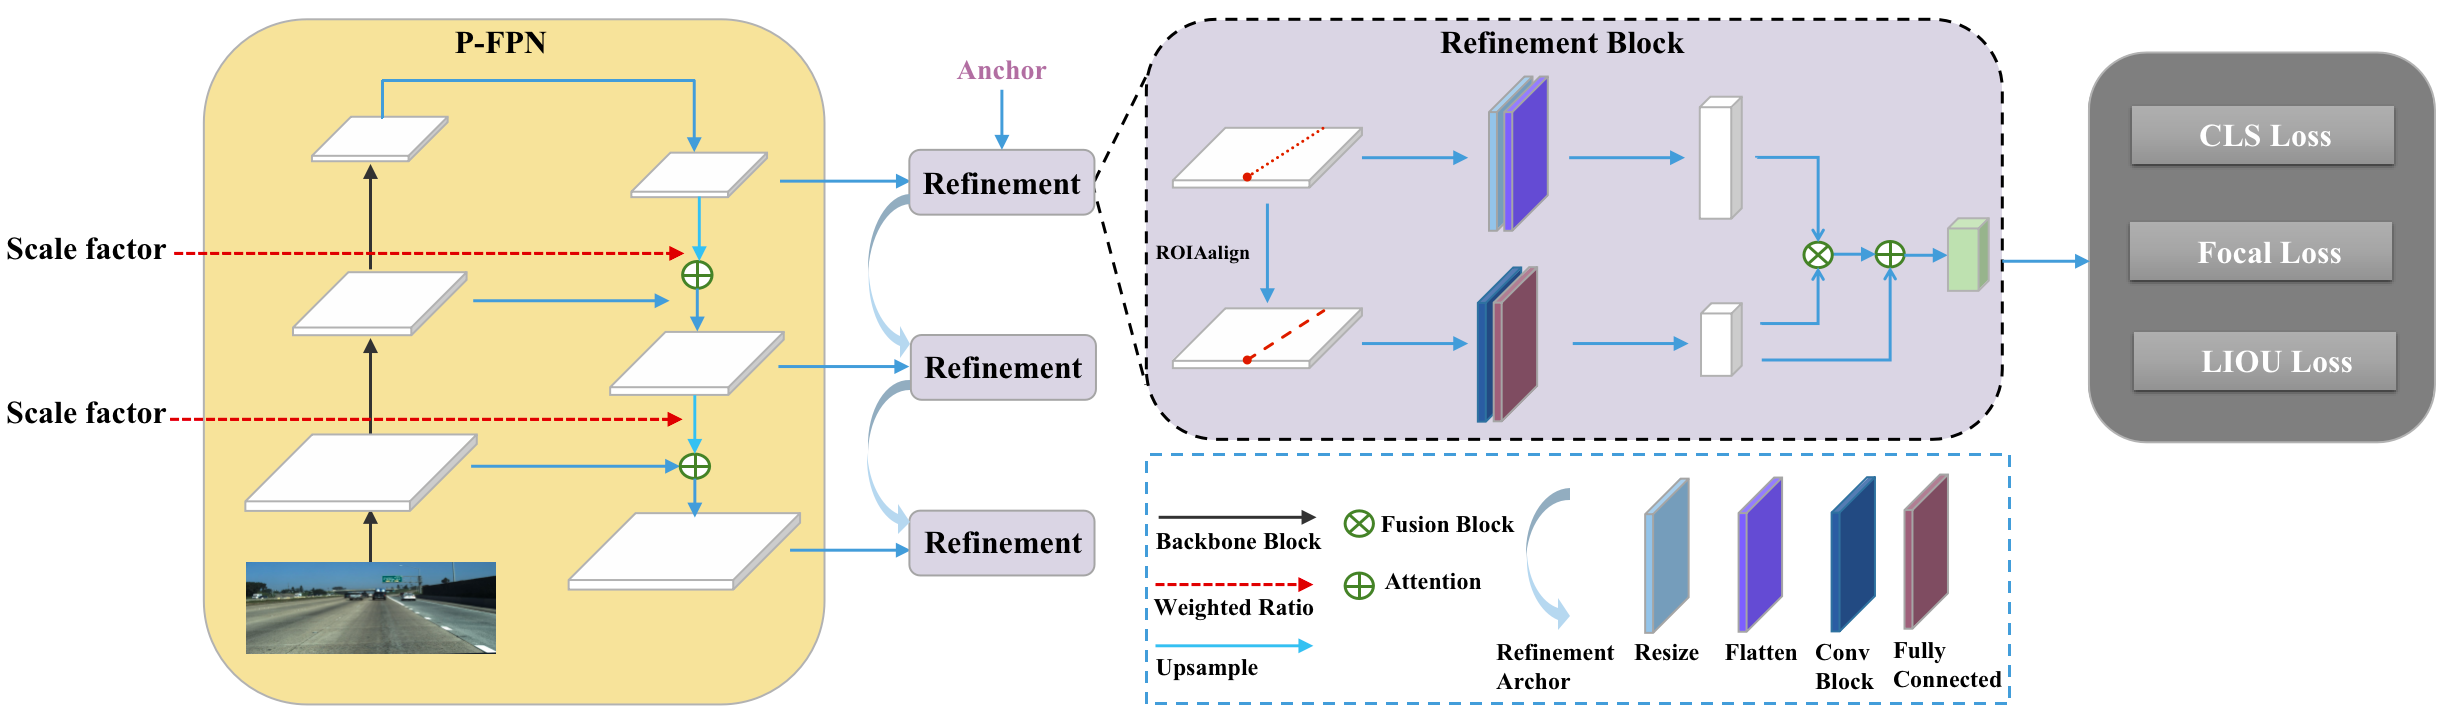 P-FPN
Scale factor
Scale factor
Anchor
Refinement
Refinement
Refinement
Refinement Block
ROIAalign
CLS Loss
Focal Loss
LIOU Loss
Backbone Block
Weighted Ratio
Upsample
Fusion Block
Attention
Refinement
Archor
Resize
Flatten
Conv
Block
Fully
Connected